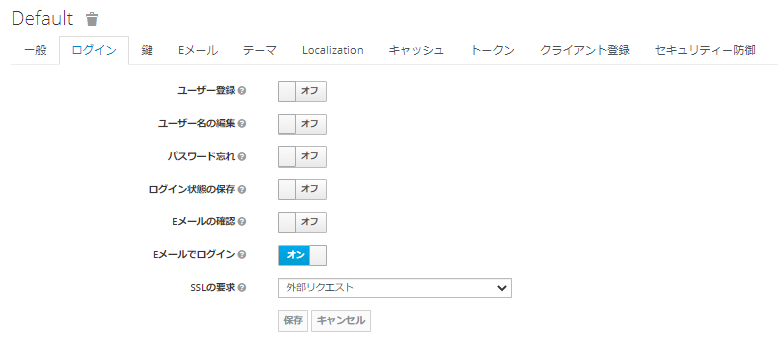 Default
一般 ログイン 鍵 Eメール テーマ Localization キャッシュ トークン クライアント登録 セキュリティー防御
ユーザー登録 オフ
ユーザー名の編集 オフ
パスワード忘れ オフ
ログイン状態の保存 オフ
Eメールの確認 オフ
Eメールでログイン オン
SSLの要求 外部リクエスト
保存 キャンセル